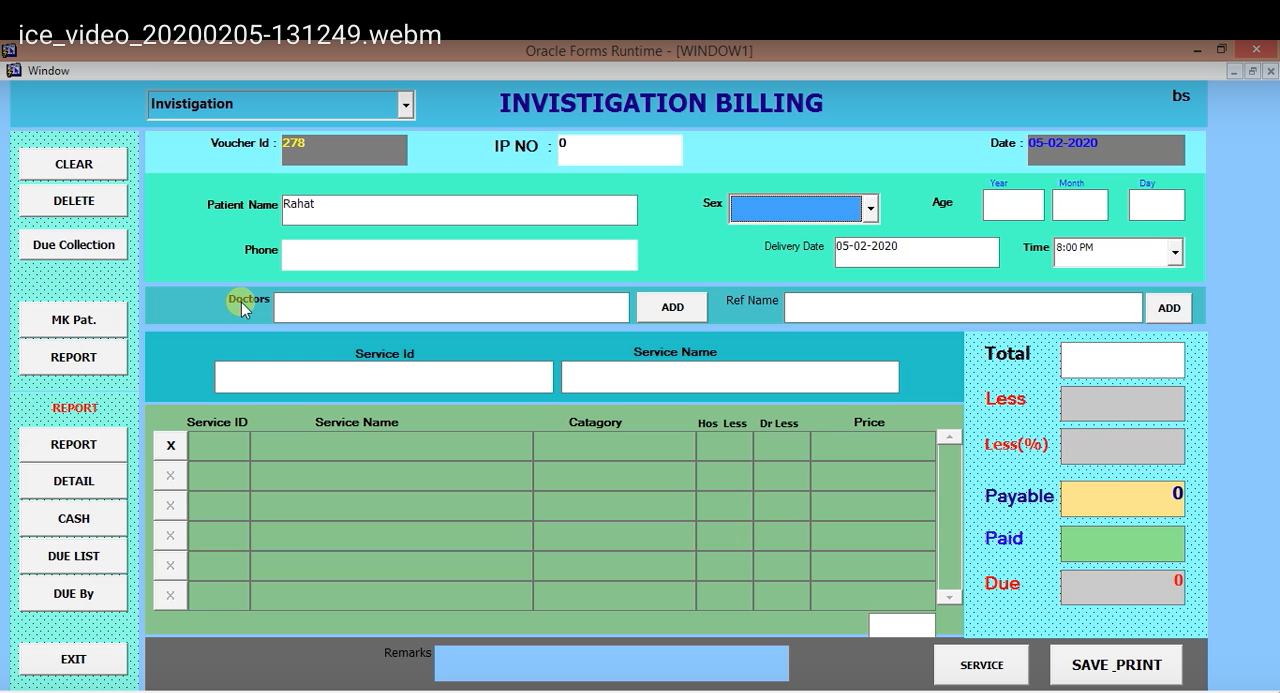 ice_video_20200205-131249.webm
Oracle Forms Runtime - [WINDOW1]
Window
Invistigation
INVISTIGATION BILLING
bs
Voucher Id : 278
IP NO : 0
Date : 05-02-2020
CLEAR
DELETE
Due Collection
MK Pat.
REPORT
REPORT
REPORT
DETAIL
CASH
DUE LIST
DUE By
EXIT
Patient Name Rahat
Sex
Age
Year Month Day
Phone
Delivery Date 05-02-2020
Time 8:00 PM
Doctors
ADD
Ref Name
ADD
Service Id
Service Name
Service ID Service Name Catagory Hos Less Dr Less Price
X
X
X
X
X
X
Total
Less
Less(%)
Payable 0
Paid
Due 0
Remarks
SERVICE
SAVE_PRINT